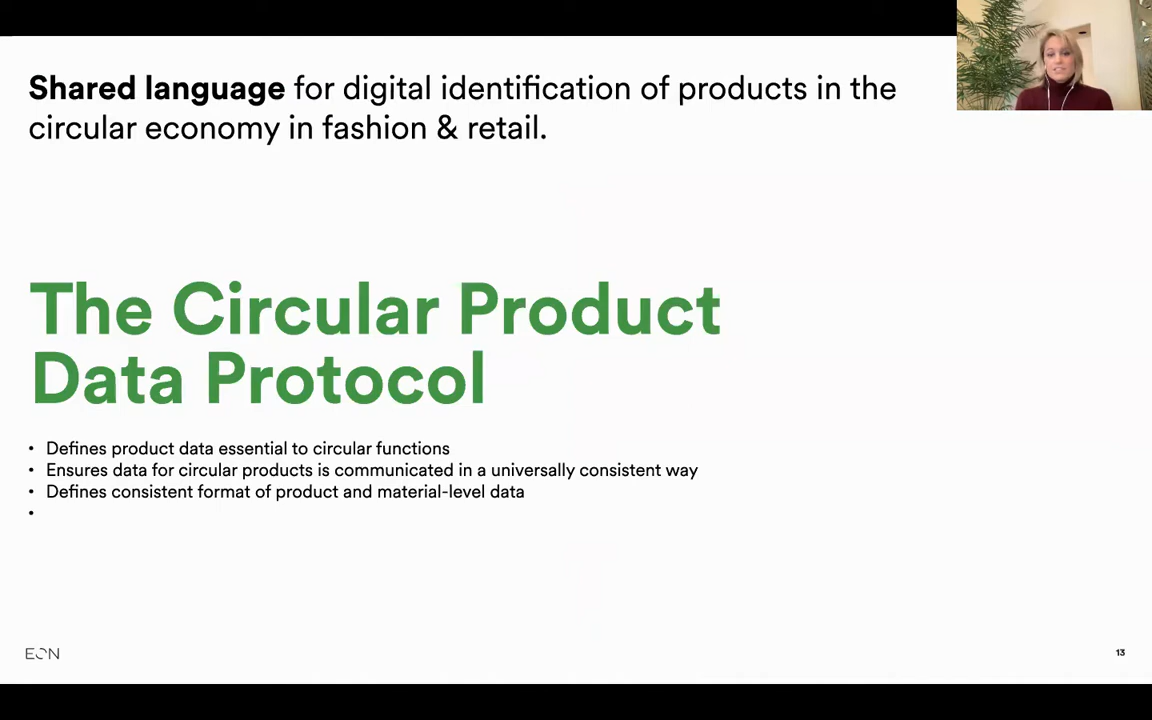 Shared language for digital identification of products in the
circular economy in fashion & retail.
The Circular Product
Data Protocol
• Defines product data essential to circular functions
• Ensures data for circular products is communicated in a universally consistent way
• Defines consistent format of product and material-level data
•
EON
13